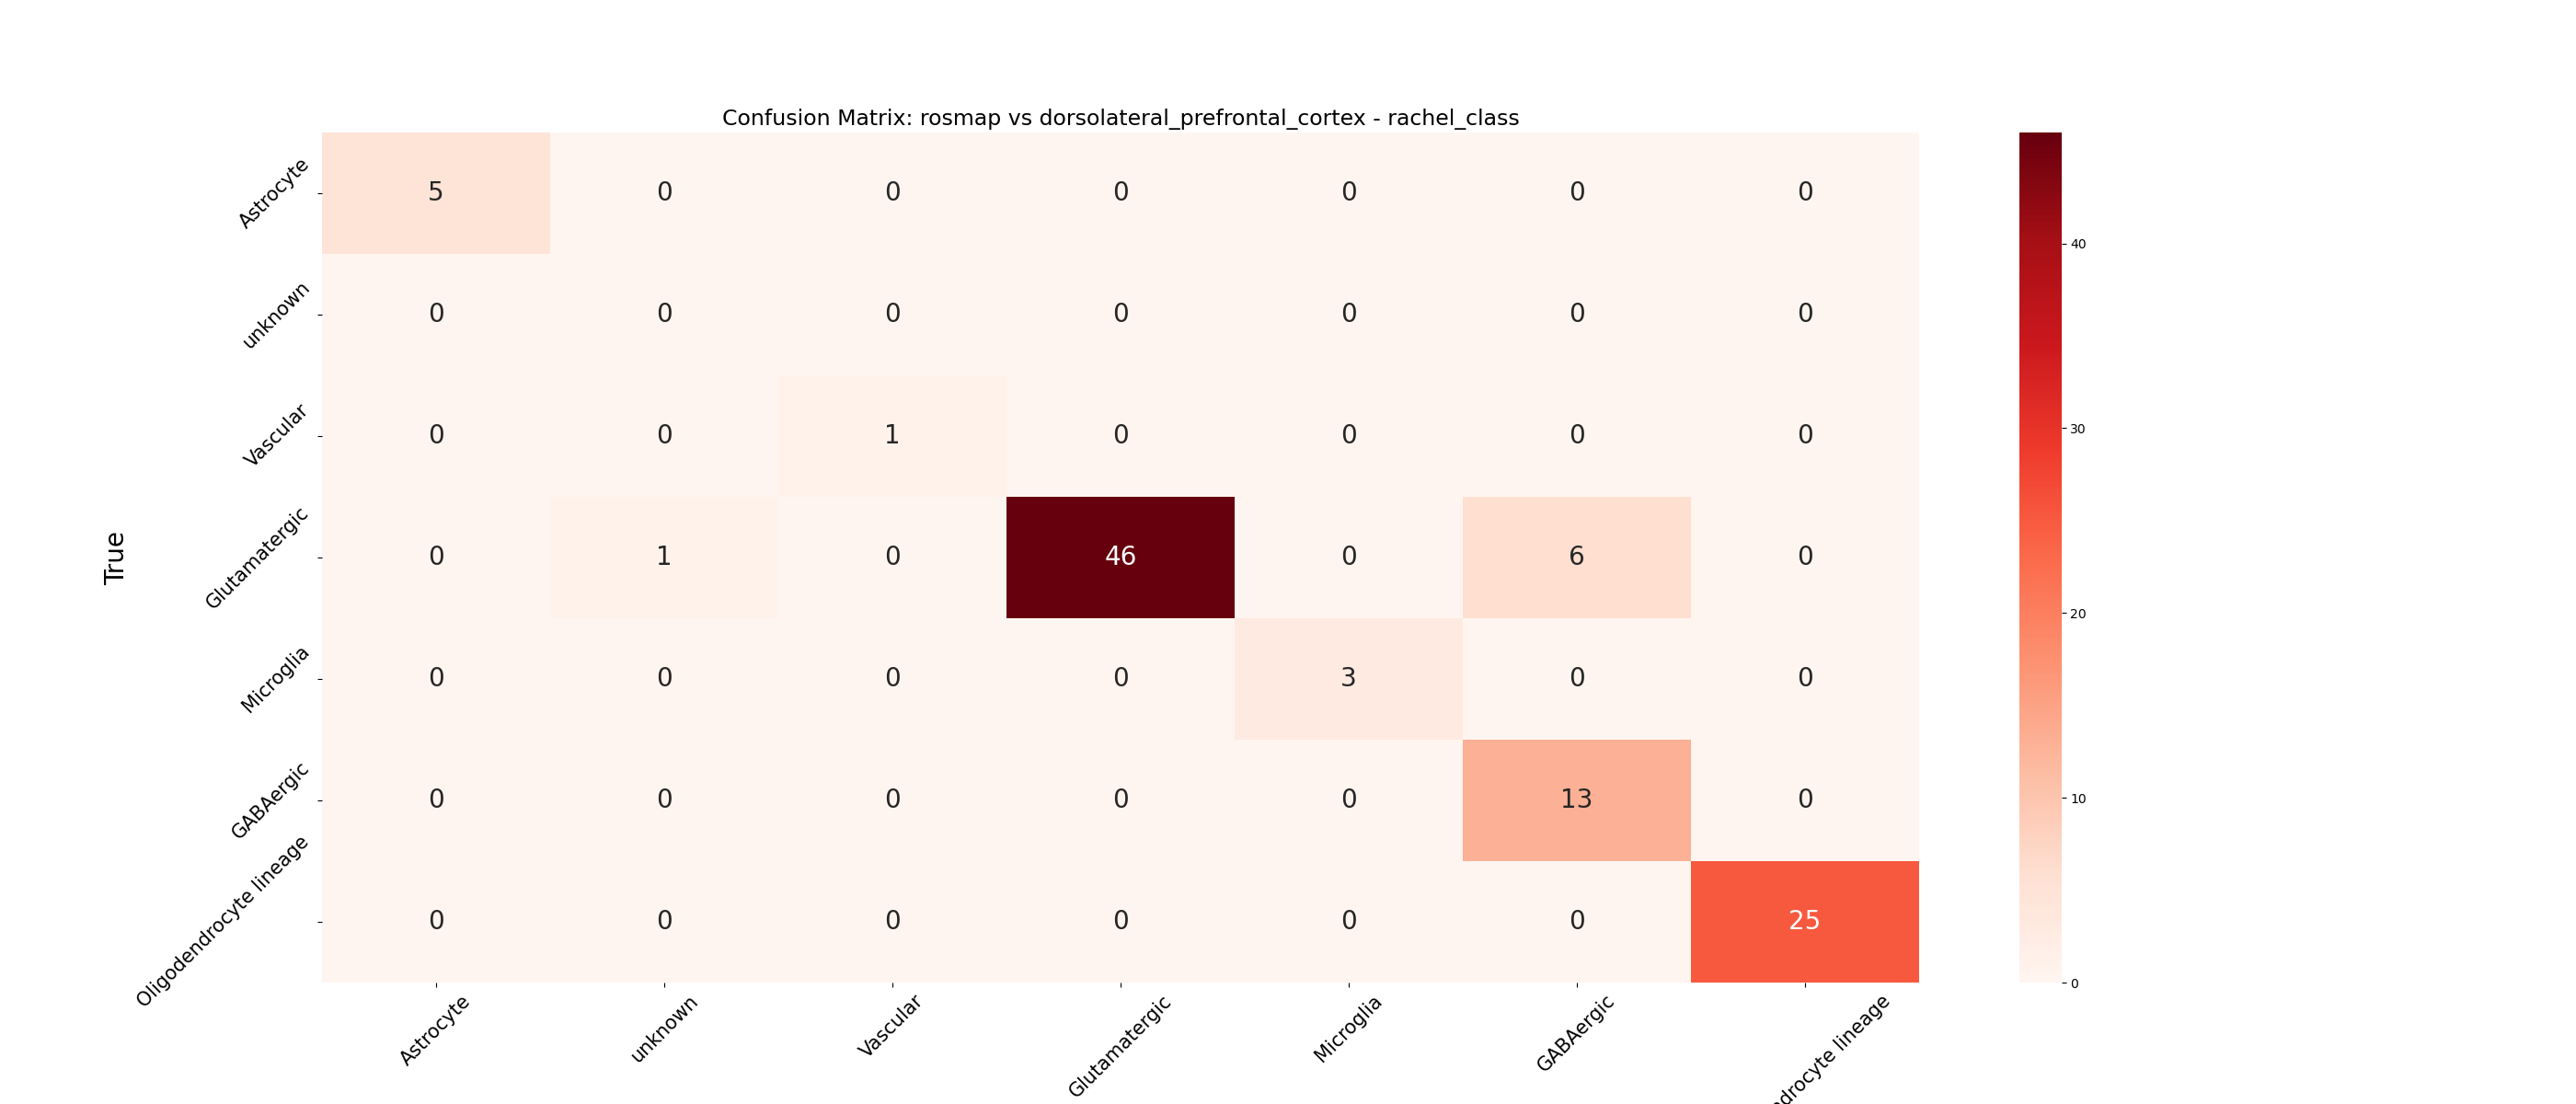 Confusion Matrix: rosmap vs dorsolateral_prefrontal_cortex - rachel_class
True
Astrocyte 5 0 0 0 0 0 0
unknown 0 0 0 0 0 0 0
Vascular 0 0 1 0 0 0 0
Glutamatergic 0 1 0 46 0 6 0
Microglia 0 0 0 0 3 0 0
GABAergic 0 0 0 0 0 13 0
Oligodendrocyte lineage 0 0 0 0 0 0 25
Astrocyte unknown Vascular Glutamatergic Microglia GABAergic drocyte lineage
40
30
20
10
0